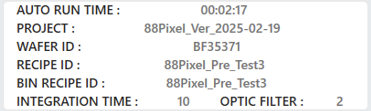 AUTO RUN TIME : 00:02:17
PROJECT : 88Pixel_Ver_2025-02-19
WAFER ID : BF35371
RECIPE ID : 88Pixel_Pre_Test3
BIN RECIPE ID : 88Pixel_Pre_Test3
INTEGRATION TIME : 10 OPTIC FILTER : 2